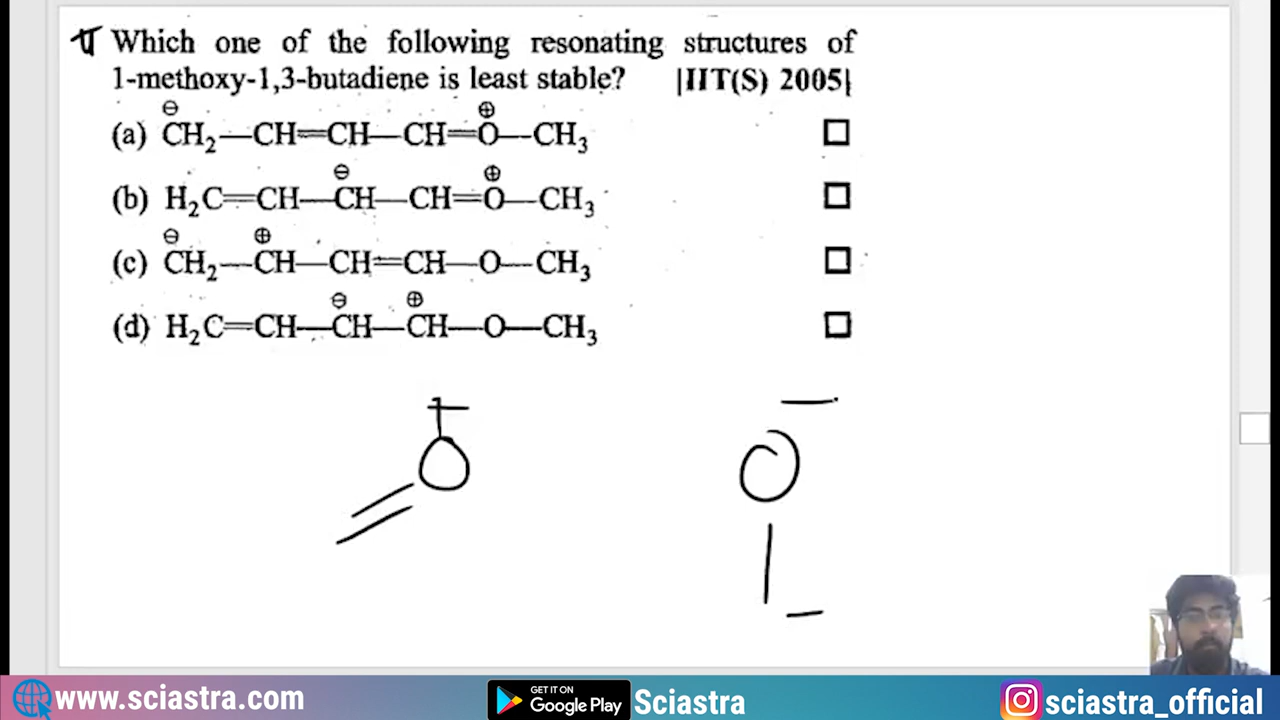 Which one of the following resonating structures of
1-methoxy-1,3-butadiene is least stable? |IIT(S) 2005|
⊖ ⊕
(a) CH₂—CH=CH—CH=O—CH₃
⊖ ⊕
(b) H₂C=CH—CH—CH=O—CH₃
⊖ ⊕
(c) CH₂—CH—CH=CH—O—CH₃
⊖ ⊕
(d) H₂C=CH—CH—CH—O—CH₃
+ —
O O
www.sciastra.com GET IT ON Google Play Sciastra sciastra_official